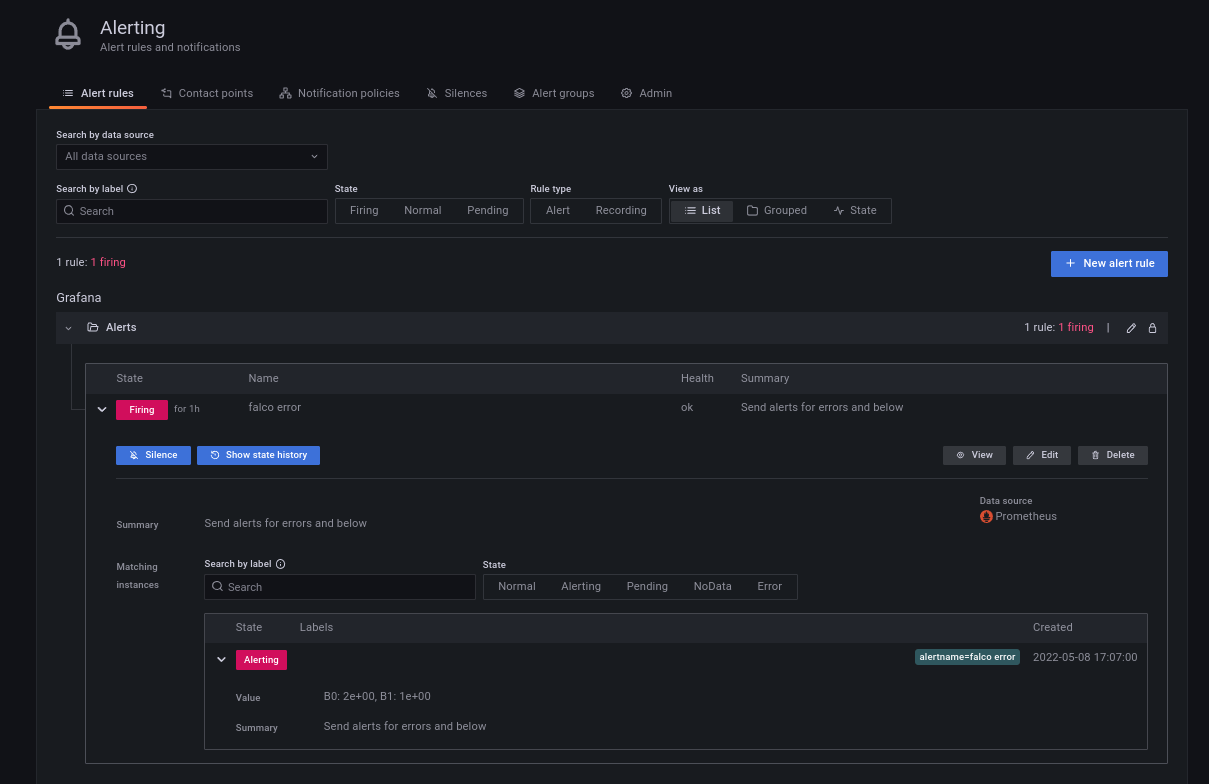 Alerting
Alert rules and notifications
Alert rules Contact points Notification policies Silences Alert groups Admin
Search by data source
All data sources
Search by label State Rule type View as
Search Firing Normal Pending Alert Recording List Grouped State
1 rule: 1 firing + New alert rule
Grafana
Alerts 1 rule: 1 firing |
State Name Health Summary
Firing for 1h falco error ok Send alerts for errors and below
Silence Show state history View Edit Delete
Data source
Prometheus
Summary Send alerts for errors and below
Matching instances
Search by label State
Search Normal Alerting Pending NoData Error
State Labels Created
Alerting alertname=falco error 2022-05-08 17:07:00
Value B0: 2e+00, B1: 1e+00
Summary Send alerts for errors and below